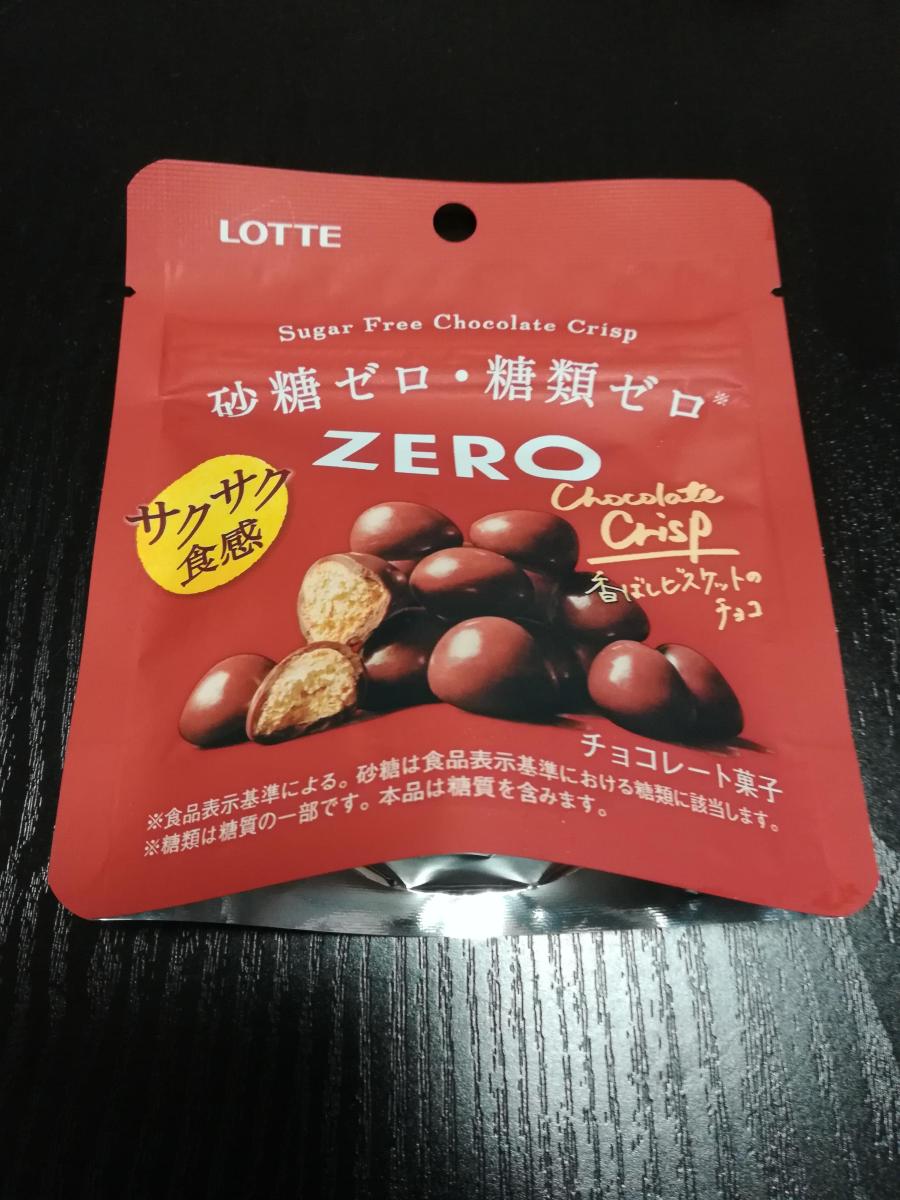 LOTTE
Sugar Free Chocolate Crisp
砂糖ゼロ・糖類ゼロ※
ZERO
サクサク
食感
Chocolate
Crisp
香ばしビスケットの
チョコ
チョコレート菓子
※食品表示基準による。砂糖は食品表示基準における糖類に該当します。
※糖類は糖質の一部です。本品は糖質を含みます。